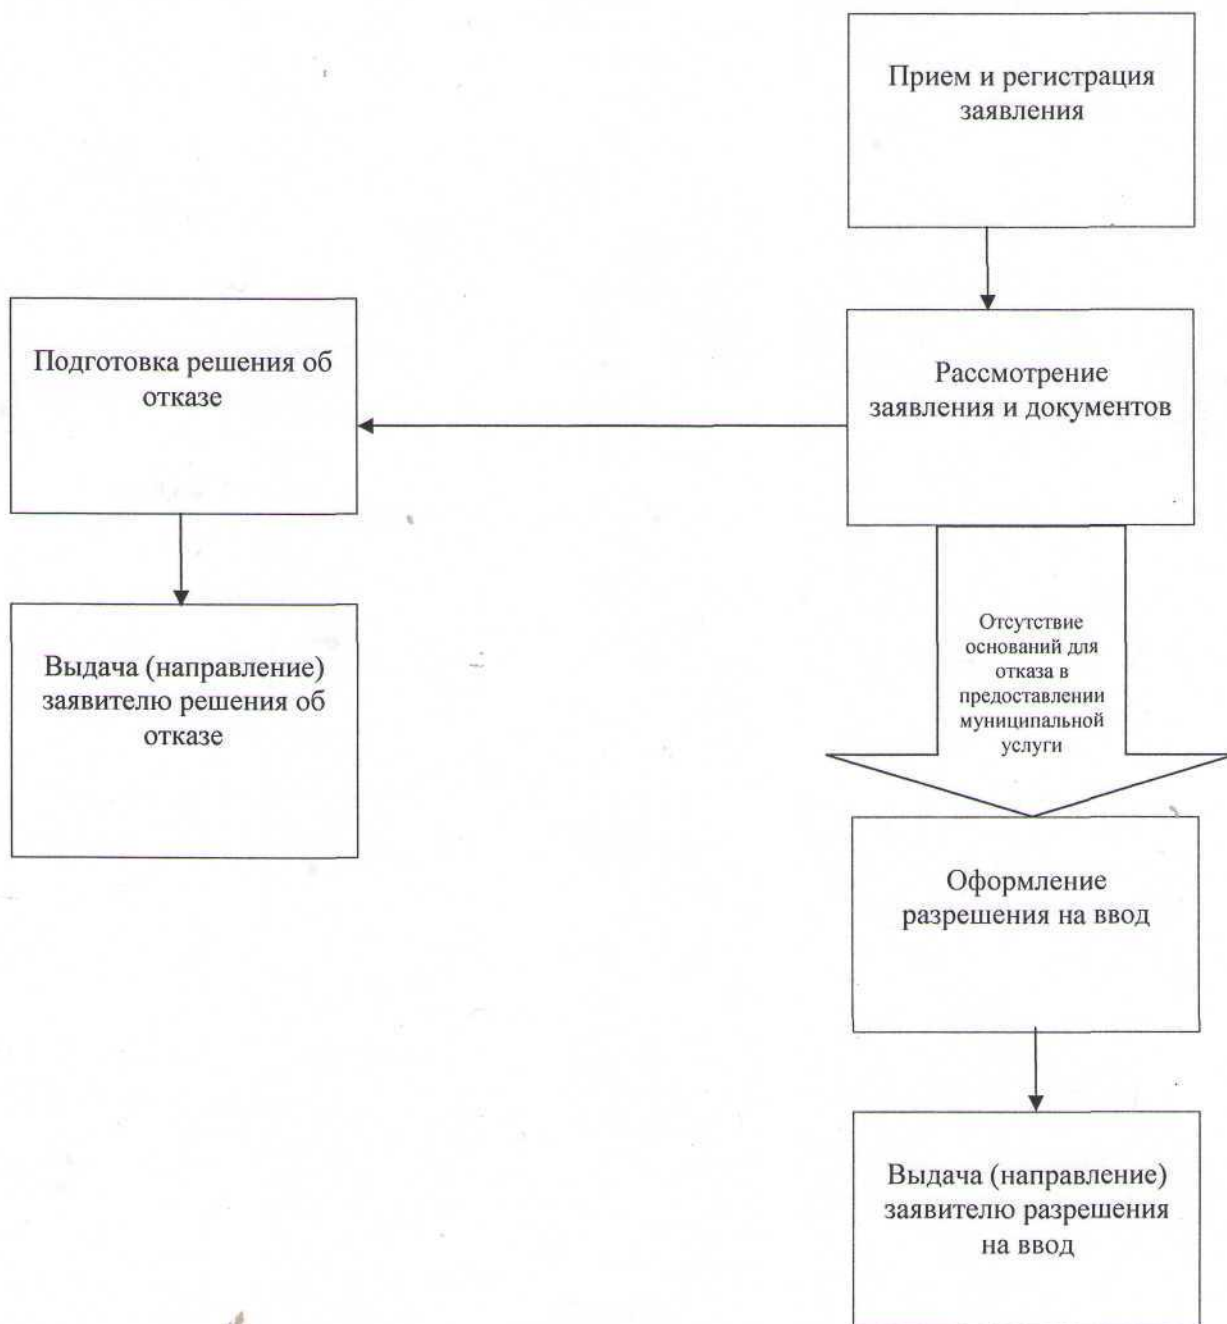 Прием и регистрация
заявления
Рассмотрение
заявления и документов
Подготовка решения об
отказе
Выдача (направление)
заявителю решения об
отказе
Отсутствие
оснований для
отказа в
предоставлении
муниципальной
услуги
Оформление
разрешения на ввод
Выдача (направление)
заявителю разрешения
на ввод